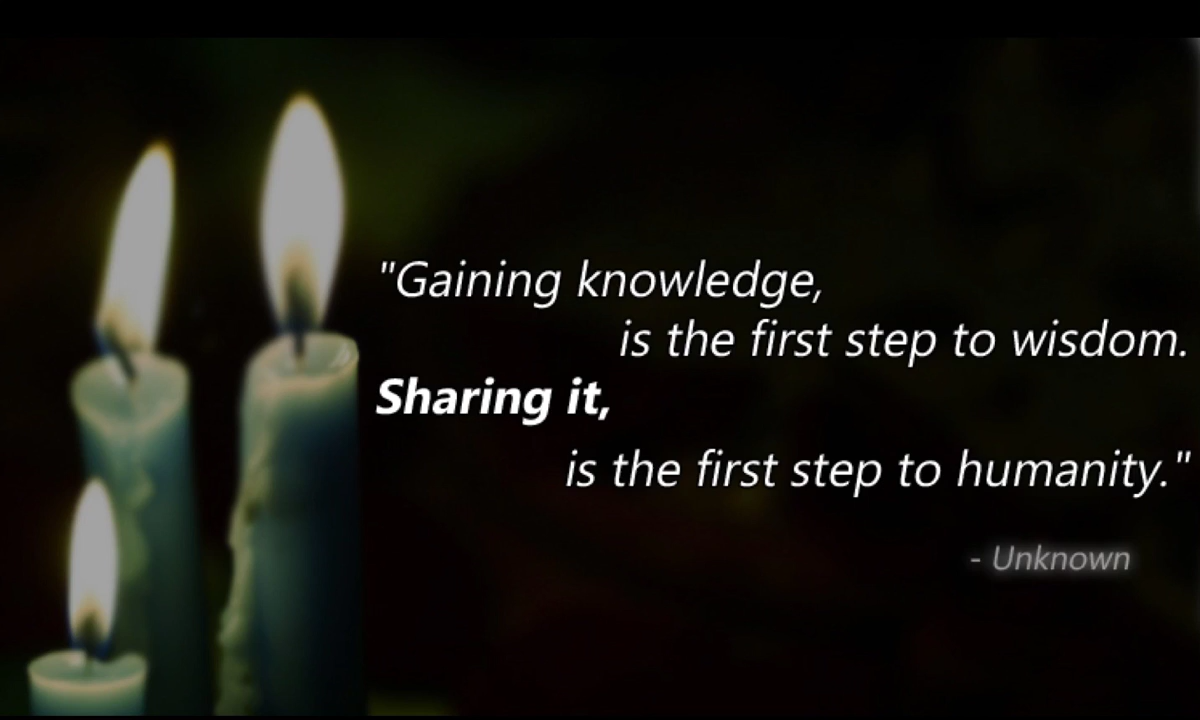 "Gaining knowledge,
is the first step to wisdom.
Sharing it,
is the first step to humanity."
- Unknown